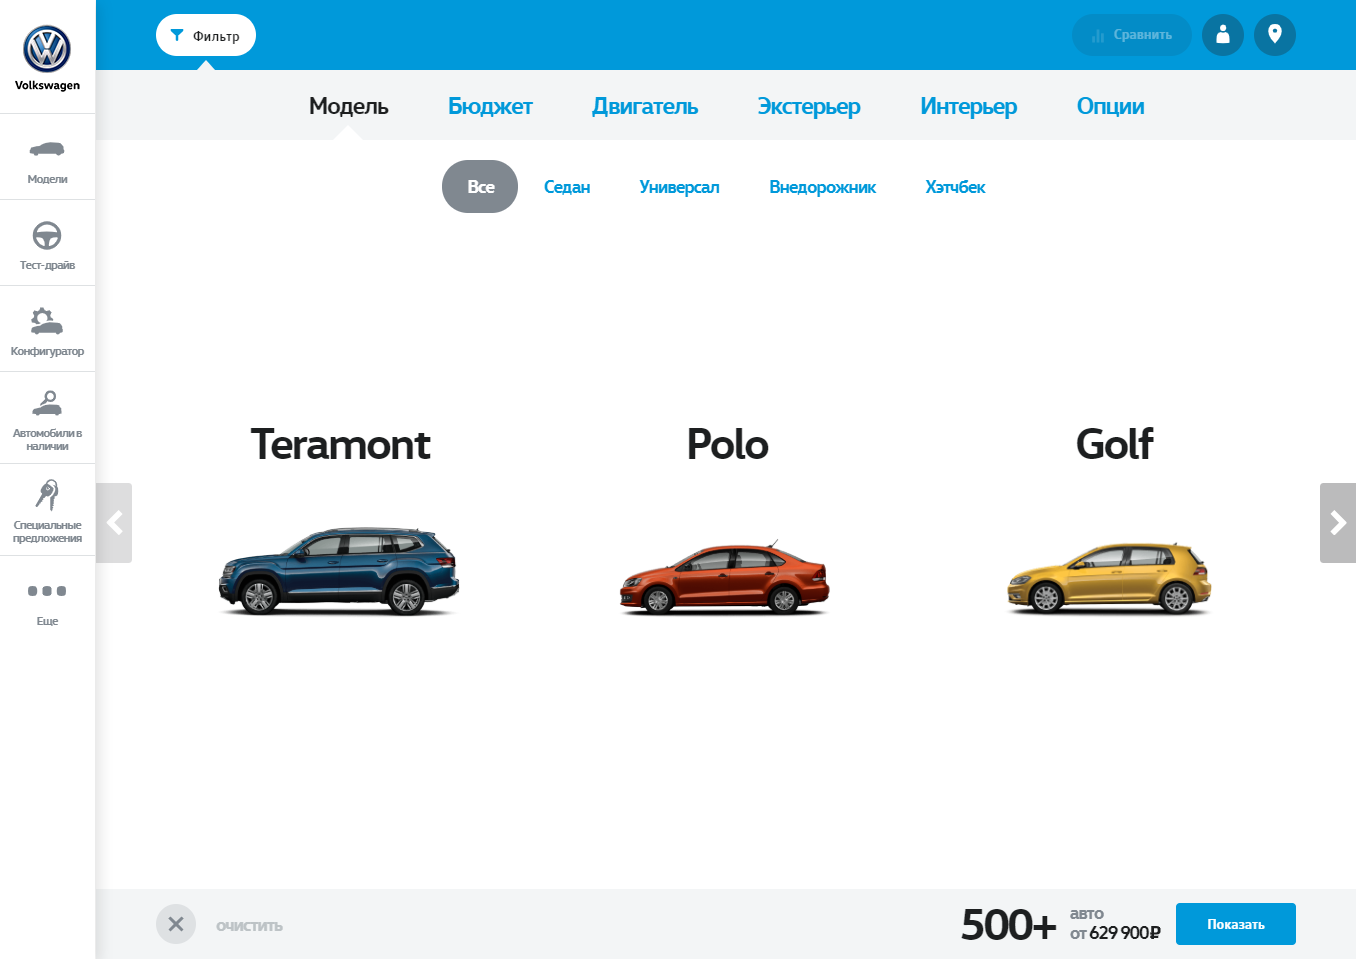 Volkswagen
Модели
Тест-драйв
Конфигуратор
Автомобили в
наличии
Специальные
предложения
Еще
Фильтр
Сравнить
Модель
Бюджет
Двигатель
Экстерьер
Интерьер
Опции
Все
Седан
Универсал
Внедорожник
Хэтчбек
Teramont
Polo
Golf
ОЧИСТИТЬ
500+
авто
от 629 900₽
Показать